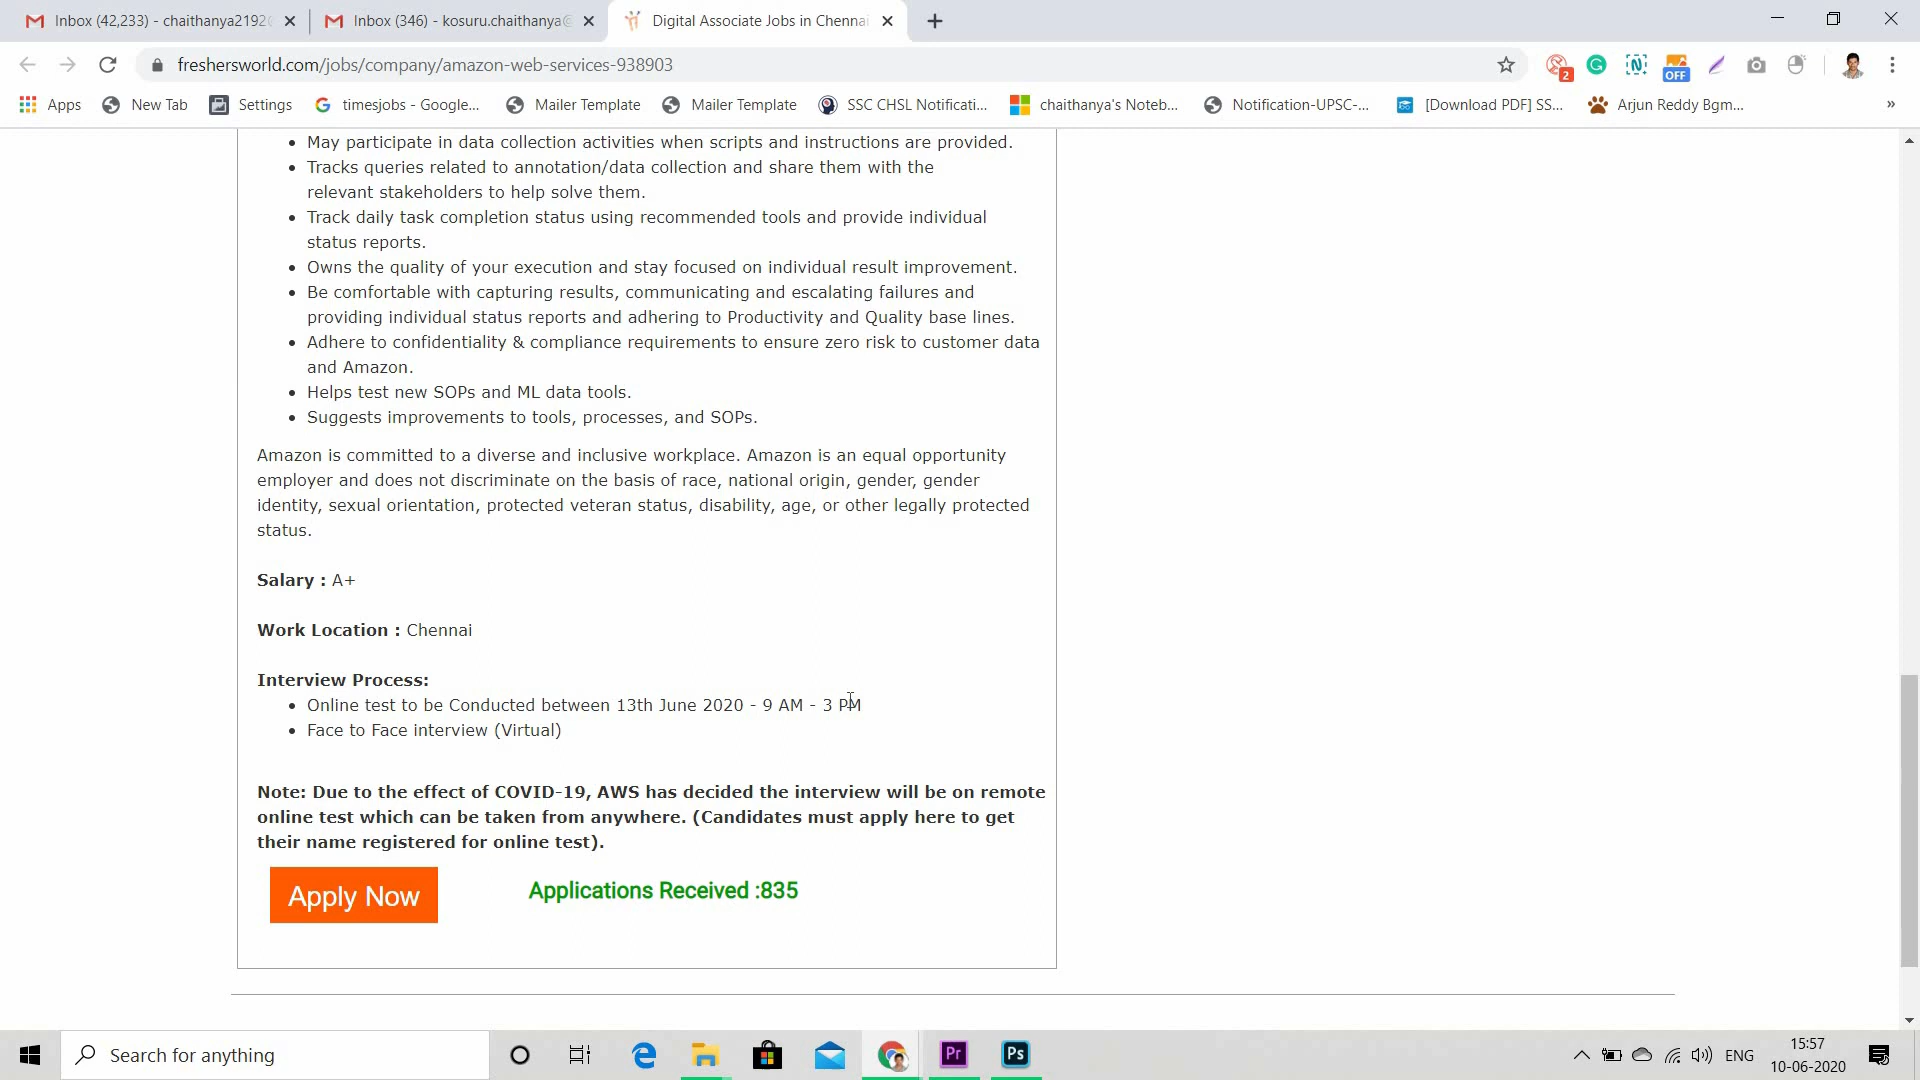 Inbox (42,233) - chaithanya2192
Inbox (346) - kosuru.chaithanya@
Digital Associate Jobs in Chennai
freshersworld.com/jobs/company/amazon-web-services-938903
2
OFF
Apps
New Tab
Settings
timesjobs - Google...
Mailer Template
Mailer Template
SSC CHSL Notificati...
chaithanya's Noteb...
Notification-UPSC-...
[Download PDF] SS...
Arjun Reddy Bgm...
»
• May participate in data collection activities when scripts and instructions are provided.
• Tracks queries related to annotation/data collection and share them with the
relevant stakeholders to help solve them.
• Track daily task completion status using recommended tools and provide individual
status reports.
• Owns the quality of your execution and stay focused on individual result improvement.
• Be comfortable with capturing results, communicating and escalating failures and
providing individual status reports and adhering to Productivity and Quality base lines.
• Adhere to confidentiality & compliance requirements to ensure zero risk to customer data
and Amazon.
• Helps test new SOPs and ML data tools.
• Suggests improvements to tools, processes, and SOPs.
Amazon is committed to a diverse and inclusive workplace. Amazon is an equal opportunity
employer and does not discriminate on the basis of race, national origin, gender, gender
identity, sexual orientation, protected veteran status, disability, age, or other legally protected
status.
Salary : A+
Work Location : Chennai
Interview Process:
• Online test to be Conducted between 13th June 2020 - 9 AM - 3 PM
• Face to Face interview (Virtual)
Note: Due to the effect of COVID-19, AWS has decided the interview will be on remote
online test which can be taken from anywhere. (Candidates must apply here to get
their name registered for online test).
Apply Now
Applications Received :835
Search for anything
Pr
Ps
ENG
15:57
10-06-2020